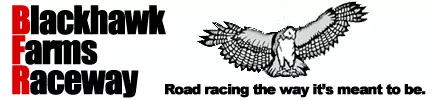 Blackhawk
Farms
Raceway
Road racing the way it's meant to be.